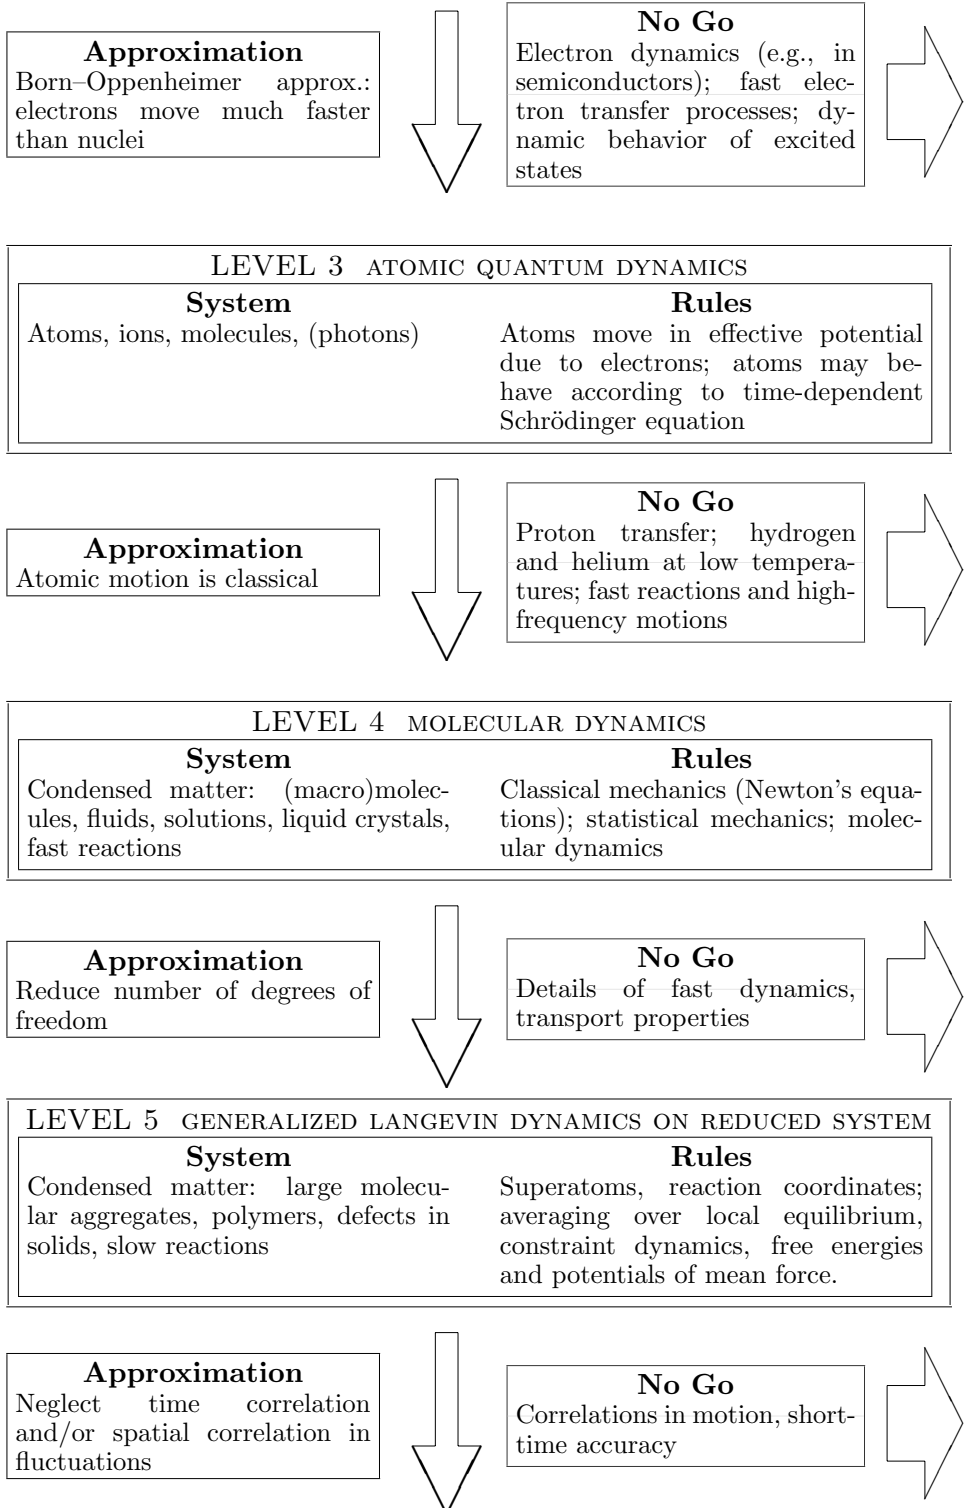 Approximation
Born–Oppenheimer approx.:
electrons move much faster
than nuclei
No Go
Electron dynamics (e.g., in
semiconductors); fast elec-
tron transfer processes; dy-
namic behavior of excited
states
LEVEL 3 ATOMIC QUANTUM DYNAMICS
System
Atoms, ions, molecules, (photons)
Rules
Atoms move in effective potential
due to electrons; atoms may be-
have according to time-dependent
Schrödinger equation
Approximation
Atomic motion is classical
No Go
Proton transfer; hydrogen
and helium at low tempera-
tures; fast reactions and high-
frequency motions
LEVEL 4 MOLECULAR DYNAMICS
System
Condensed matter: (macro)molec-
ules, fluids, solutions, liquid crystals,
fast reactions
Rules
Classical mechanics (Newton's equa-
tions); statistical mechanics; molec-
ular dynamics
Approximation
Reduce number of degrees of
freedom
No Go
Details of fast dynamics,
transport properties
LEVEL 5 GENERALIZED LANGEVIN DYNAMICS ON REDUCED SYSTEM
System
Condensed matter: large molecu-
lar aggregates, polymers, defects in
solids, slow reactions
Rules
Superatoms, reaction coordinates;
averaging over local equilibrium,
constraint dynamics, free energies
and potentials of mean force.
Approximation
Neglect time correlation
and/or spatial correlation in
fluctuations
No Go
Correlations in motion, short-
time accuracy